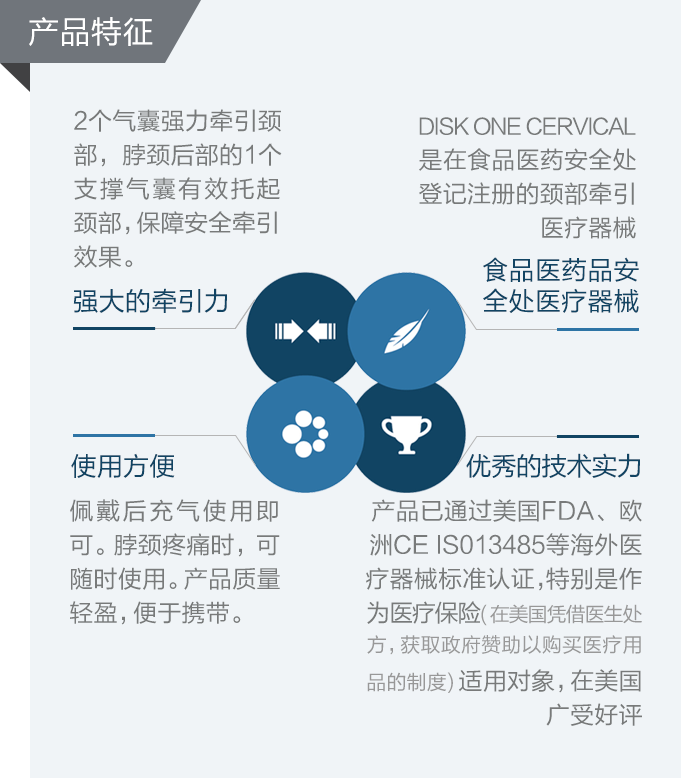 产品特征
2个气囊强力牵引颈
部，脖颈后部的1个
支撑气囊有效托起
颈部，保障安全牵引
效果。
强大的牵引力
DISK ONE CERVICAL
是在食品医药安全处
登记注册的颈部牵引
医疗器械
食品医药品安
全处医疗器械
使用方便
佩戴后充气使用即
可。脖颈疼痛时，可
随时使用。产品质量
轻盈，便于携带。
优秀的技术实力
产品已通过美国FDA、欧
洲CE IS013485等海外医
疗器械标准认证，特别是作
为医疗保险(在美国凭借医生处
方，获取政府赞助以购买医疗用
品的制度)适用对象，在美国
广受好评